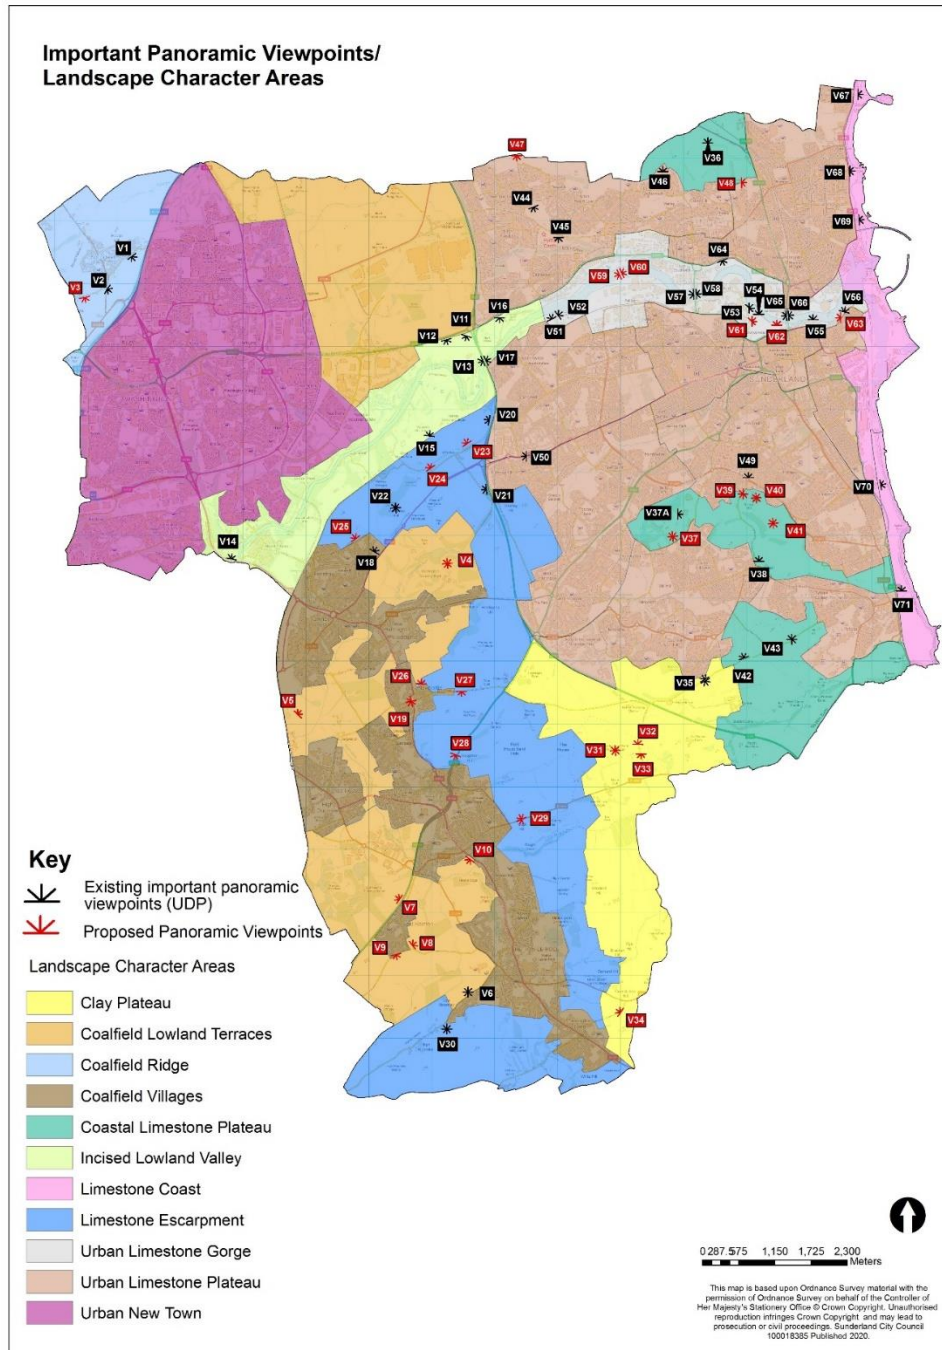 Important Panoramic Viewpoints/
Landscape Character Areas
V67
V47
V36
V46
V48
V68
V44
V69
V45
V1
V64
V2
V3
V59
V60
V57
V58
V54
V53
V65
V66
V56
V11
V16
V52
V12
V51
V61
V62
V55
V63
V13
V17
V20
V15
V23
V50
V24
V49
V21
V39
V40
V70
V22
V37A
V25
V41
V14
V18
V37
V4
V38
V71
V43
V42
V26
V27
V35
V5
V19
V32
V28
V31
V33
V29
V10
V7
V9
V8
V6
V34
V30
Key
Existing important panoramic
viewpoints (UDP)
Proposed Panoramic Viewpoints
Landscape Character Areas
Clay Plateau
Coalfield Lowland Terraces
Coalfield Ridge
Coalfield Villages
Coastal Limestone Plateau
Incised Lowland Valley
Limestone Coast
Limestone Escarpment
Urban Limestone Gorge
Urban Limestone Plateau
Urban New Town
0 287.5 575 1,150 1,725 2,300
Meters
This map is based upon Ordnance Survey material with the
permission of Ordnance Survey on behalf of the Controller of
Her Majesty's Stationery Office © Crown Copyright. Unauthorised
reproduction infringes Crown Copyright and may lead to
prosecution or civil proceedings. Sunderland City Council
100018385 Published 2020.